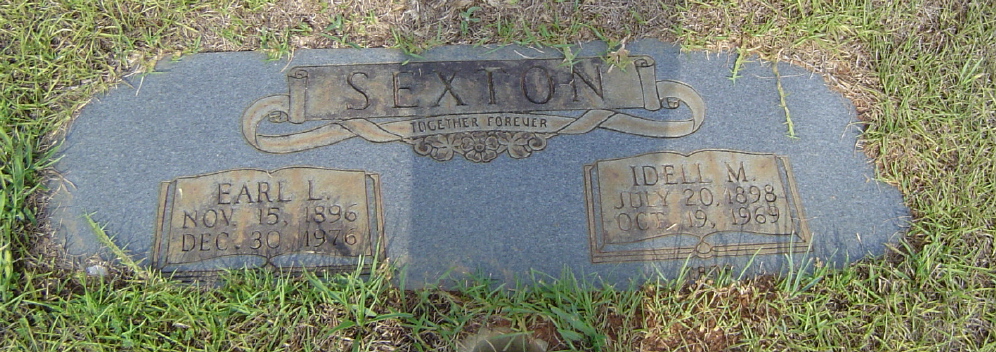 SEXTON
TOGETHER FOREVER
EARL L.
NOV. 15, 1896
DEC. 30, 1976
IDELL M.
JULY 20, 1898
OCT. 19, 1969